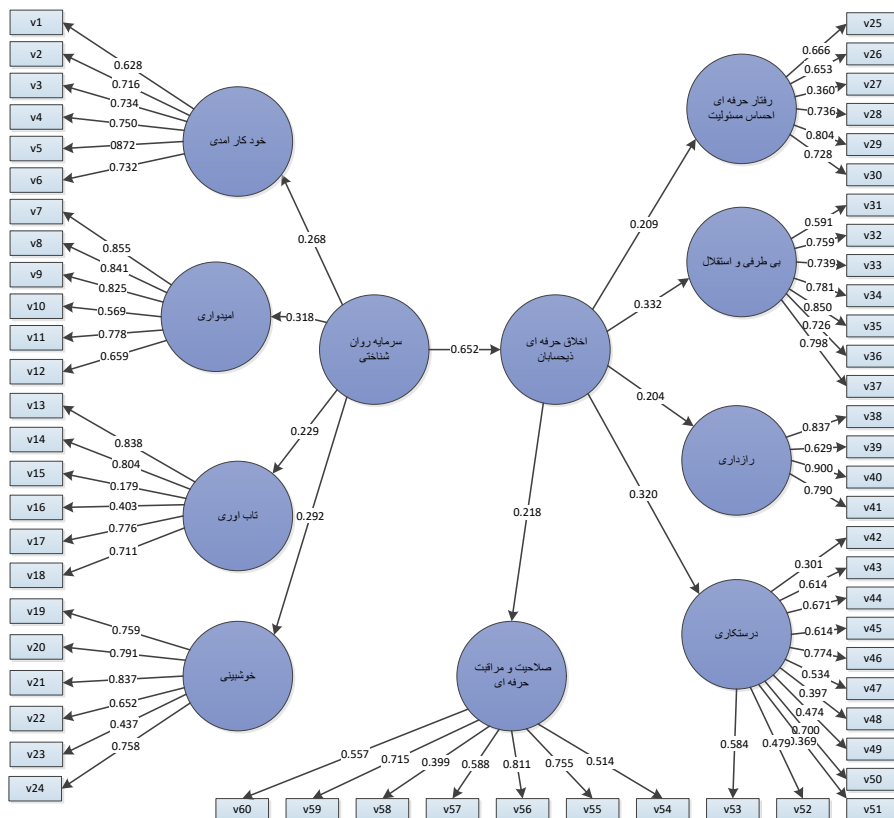 v1
v2
v3
v4
v5
v6
0.628
0.716
0.734
0.750
0872
0.732
خود کار امدی
v7
v8
v9
v10
v11
v12
0.855
0.841
0.825
0.569
0.778
0.659
امیدواری
v13
v14
v15
v16
v17
v18
0.838
0.804
0.179
0.403
0.776
0.711
تاب اوری
v19
v20
v21
v22
v23
v24
0.759
0.791
0.837
0.652
0.437
0.758
خوشبینی
0.268
0.318
0.229
0.292
سرمایه روان
شناختی
0.652
اخلاق حرفه ای
ذیحسابان
0.209
0.332
0.204
0.320
0.218
رفتار حرفه ای
احساس مسئولیت
0.666
0.653
0.360
0.736
0.804
0.728
v25
v26
v27
v28
v29
v30
بی طرفی و استقلال
0.591
0.759
0.739
0.781
0.850
0.726
0.798
v31
v32
v33
v34
v35
v36
v37
رازداری
0.837
0.629
0.900
0.790
v38
v39
v40
v41
درستکاری
0.301
0.614
0.671
0.614
0.774
0.534
0.397
0.474
0.700
0.369
0.479
0.584
v42
v43
v44
v45
v46
v47
v48
v49
v50
v51
v52
v53
صلاحیت و مراقبت
حرفه ای
0.557
0.715
0.399
0.588
0.811
0.755
0.514
v60
v59
v58
v57
v56
v55
v54